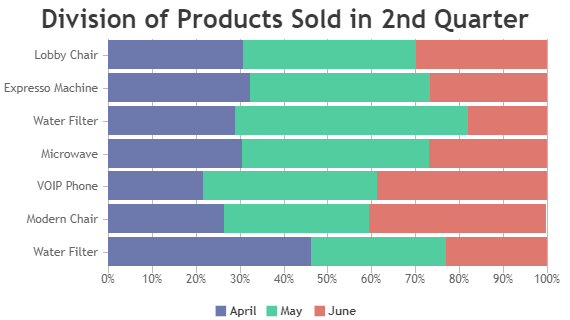 Division of Products Sold in 2nd Quarter
Lobby Chair
Expresso Machine
Water Filter
Microwave
VOIP Phone
Modern Chair
Water Filter
0% 10% 20% 30% 40% 50% 60% 70% 80% 90% 100%
April May June